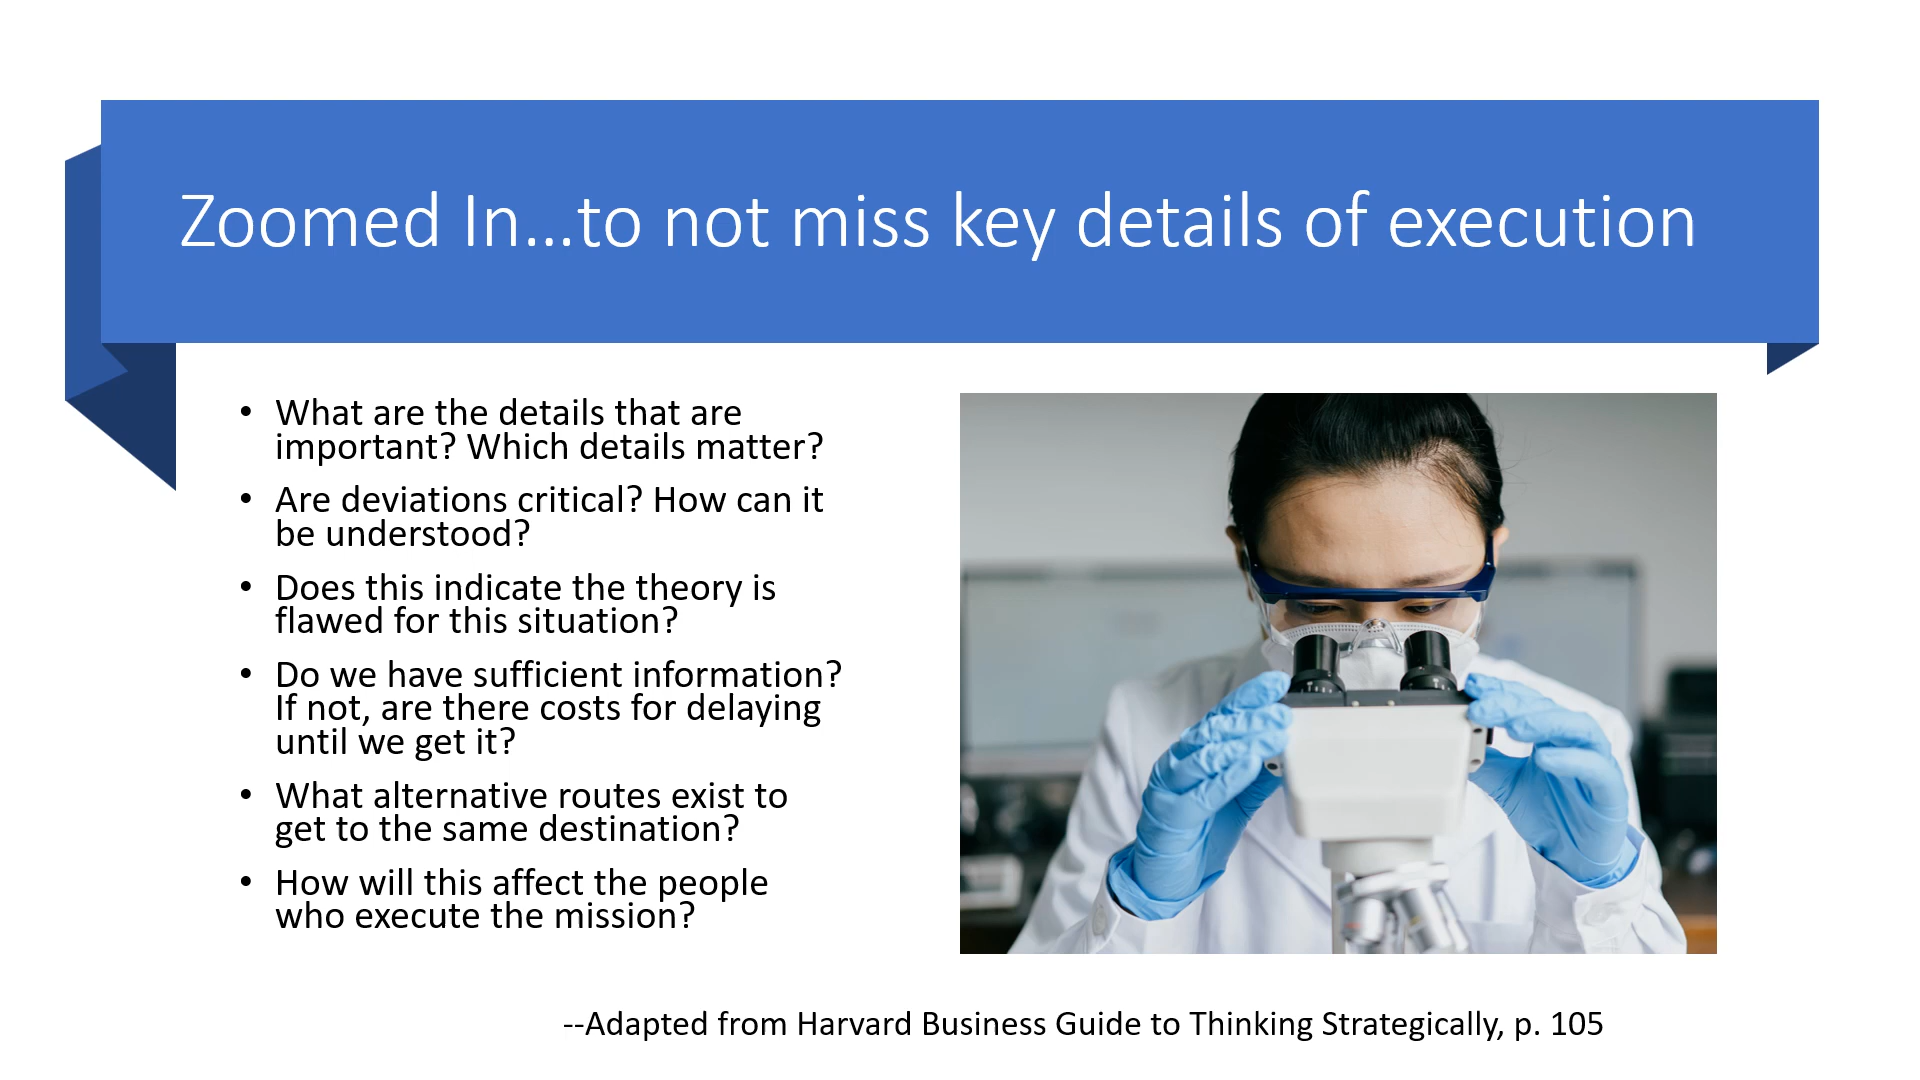 Zoomed In...to not miss key details of execution
• What are the details that are
important? Which details matter?
• Are deviations critical? How can it
be understood?
• Does this indicate the theory is
flawed for this situation?
• Do we have sufficient information?
If not, are there costs for delaying
until we get it?
• What alternative routes exist to
get to the same destination?
• How will this affect the people
who execute the mission?
--Adapted from Harvard Business Guide to Thinking Strategically, p. 105